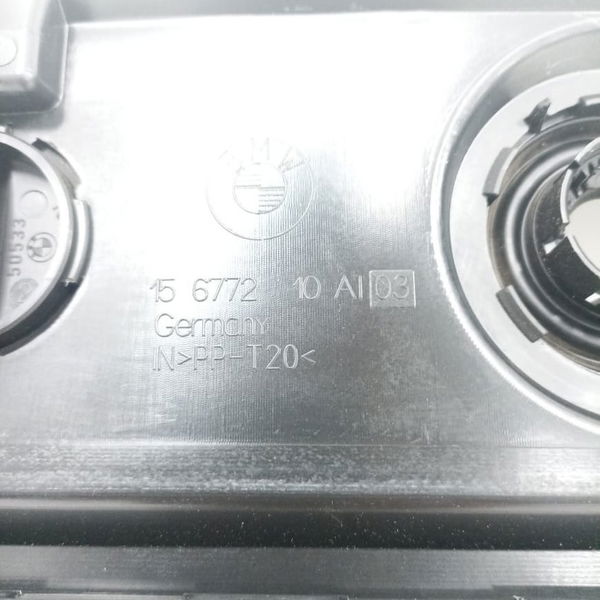 BMW
15 6772 10 AI 03
Germany
IN>PP-T20<
50533